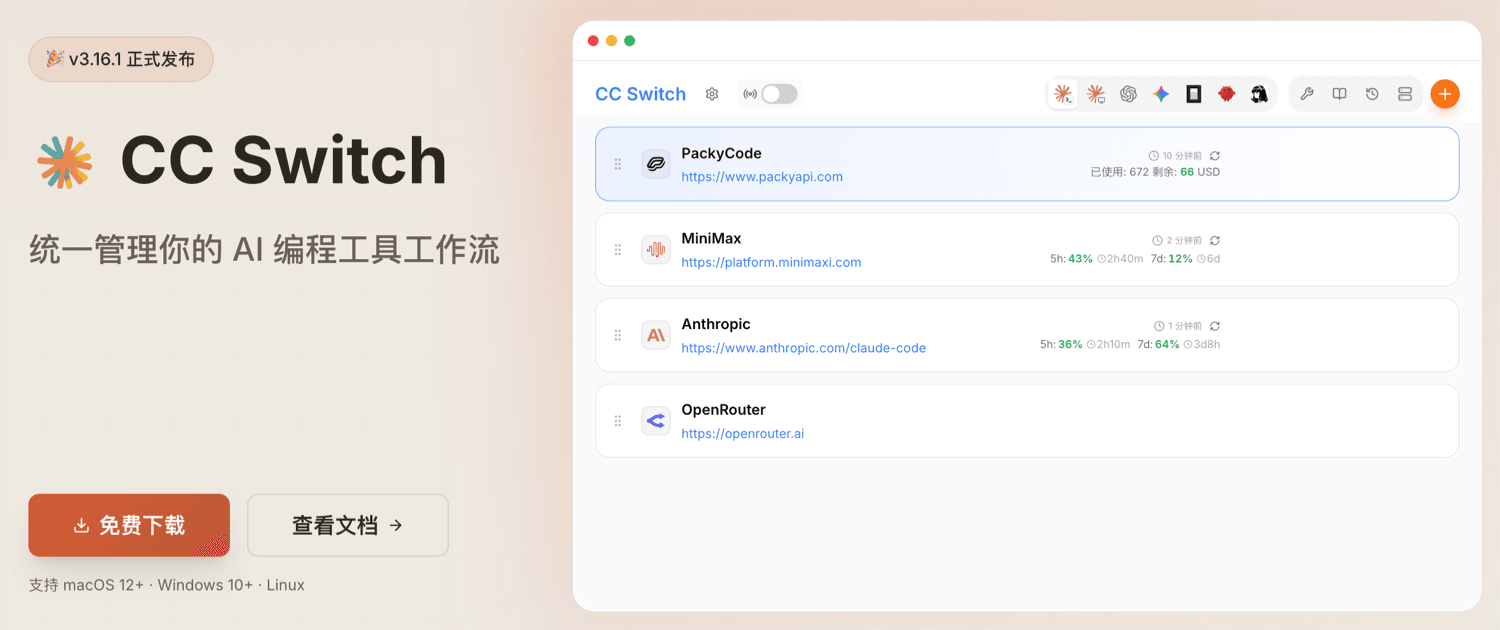 🎉 v3.16.1 正式发布
CC Switch
统一管理你的 AI 编程工具工作流
免费下载
查看文档 →
支持 macOS 12+ · Windows 10+ · Linux
CC Switch
PackyCode
https://www.packyapi.com
10 分钟前
已使用: 672 剩余: 66 USD
MiniMax
https://platform.minimaxi.com
2 分钟前
5h: 43% 2h40m 7d: 12% 6d
Anthropic
https://www.anthropic.com/claude-code
1 分钟前
5h: 36% 2h10m 7d: 64% 3d8h
OpenRouter
https://openrouter.ai